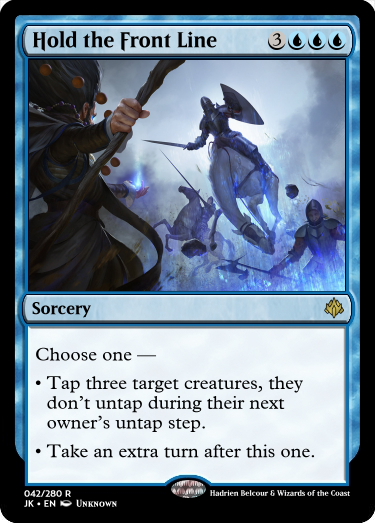 Hold the Front Line 3
Sorcery
Choose one —
• Tap three target creatures, they
don't untap during their next
owner's untap step.
• Take an extra turn after this one.
042/280 R
JK • EN Unknown
Hadrien Belcour & Wizards of the Coast